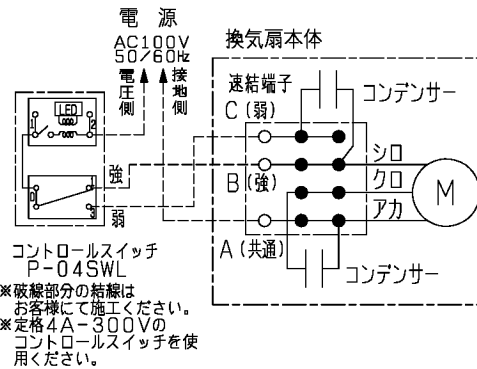 電 源
AC100V
50/60Hz
電圧側
接地側
LED
1
2
0
1
3
強
弱
コントロールスイッチ
P-04SWL
※破線部分の結線は
お客様にて施工ください。
※定格4A-300Vの
コントロールスイッチを使
用ください。
換気扇本体
速結端子
C(弱)
B(強)
A(共通)
コンデンサー
シロ
クロ
アカ
M
コンデンサー